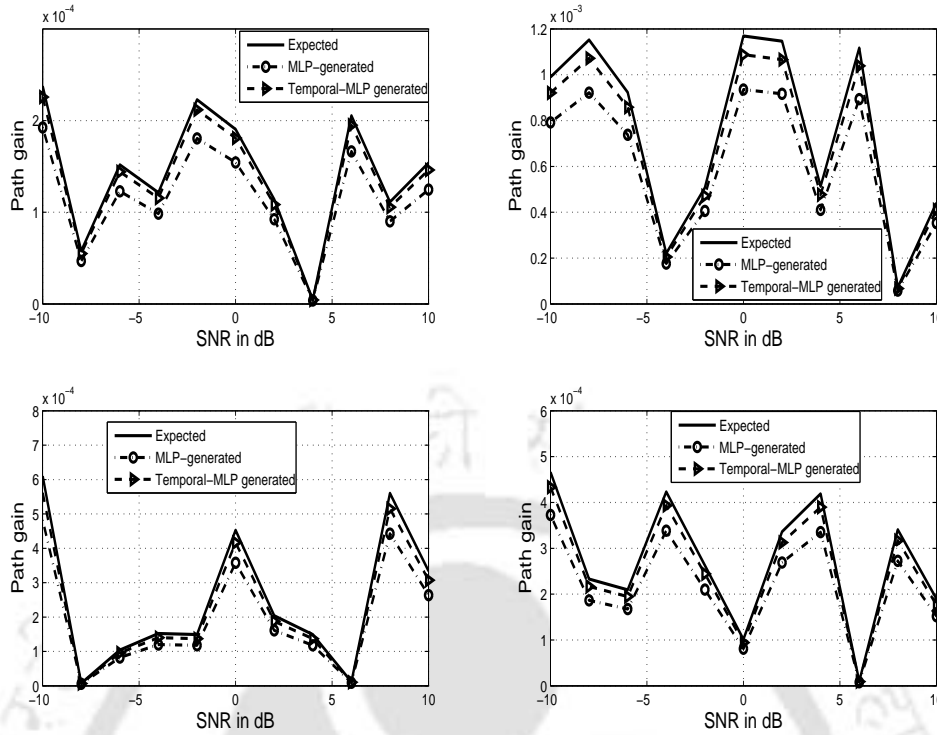 x 10⁻⁴
Expected
MLP-generated
Temporal-MLP generated
Path gain
0
1
2
−10
−5
0
5
10
SNR in dB
x 10⁻³
Expected
MLP-generated
Temporal-MLP generated
Path gain
0
0.2
0.4
0.6
0.8
1.0
1.2
−10
−5
0
5
10
SNR in dB
x 10⁻⁴
Expected
MLP-generated
Temporal-MLP generated
Path gain
0
1
2
3
4
5
6
7
8
−10
−5
0
5
10
SNR in dB
x 10⁻⁴
Expected
MLP-generated
Temporal-MLP generated
Path gain
0
1
2
3
4
5
6
−10
−5
0
5
10
SNR in dB